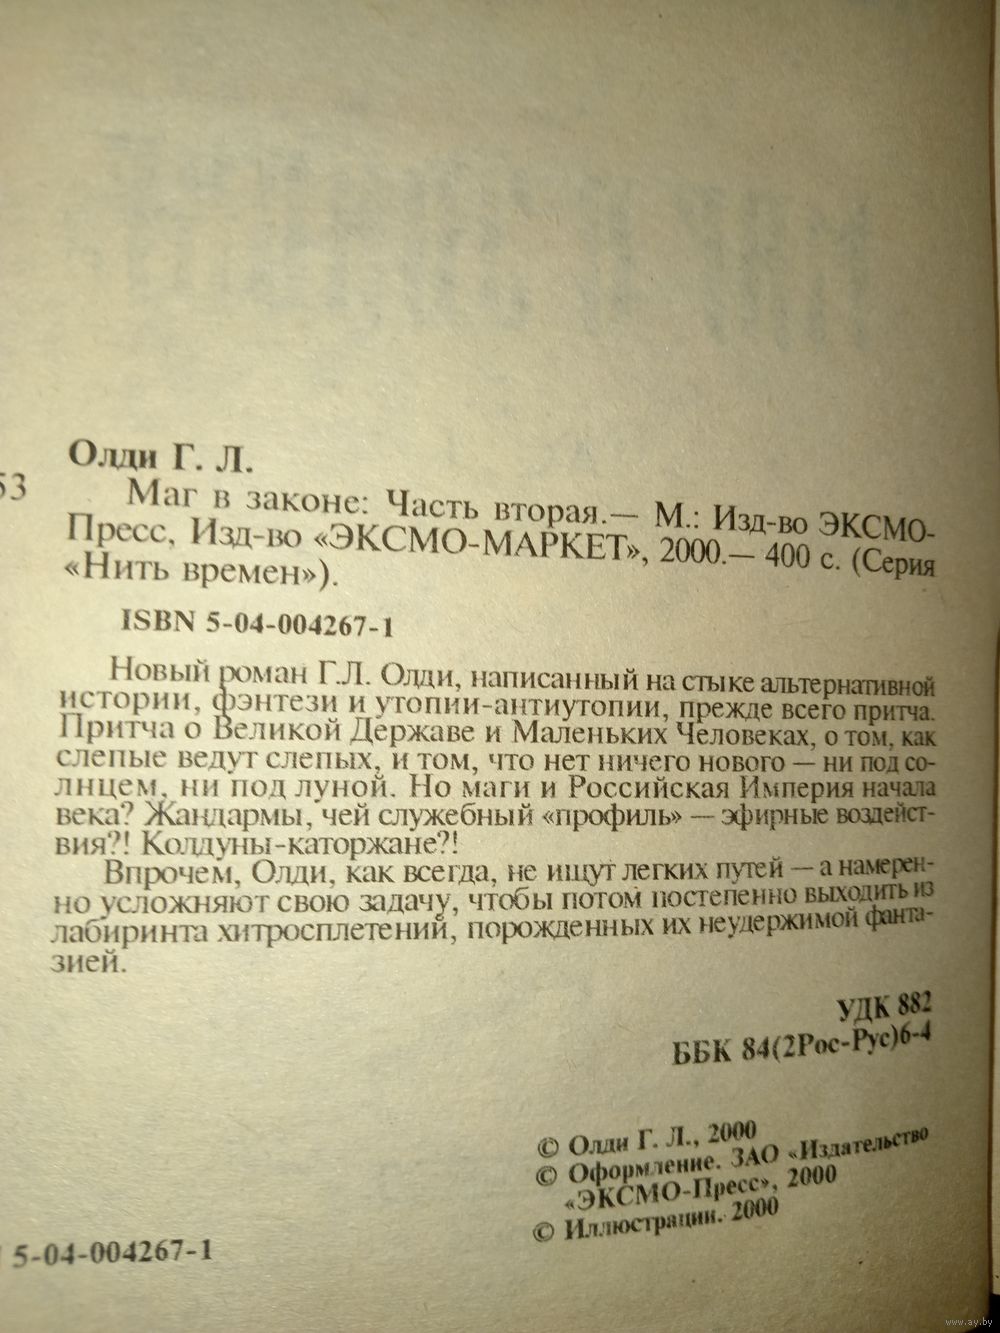 Олди Г. Л.
53
Маг в законе: Часть вторая.— М.: Изд-во ЭКСМО-
Пресс, Изд-во «ЭКСМО-МАРКЕТ», 2000.— 400 с. (Серия
«Нить времен»).
ISBN 5-04-004267-1
Новый роман Г.Л. Олди, написанный на стыке альтернативной
истории, фэнтези и утопии-антиутопии, прежде всего притча.
Притча о Великой Державе и Маленьких Человеках, о том, как
слепые ведут слепых, и том, что нет ничего нового — ни под со-
лнцем, ни под луной. Но маги и Российская Империя начала
века? Жандармы, чей служебный «профиль» — эфирные воздейст-
вия?! Колдуны-каторжане?!
Впрочем, Олди, как всегда, не ищут легких путей — а намерен-
но усложняют свою задачу, чтобы потом постепенно выходить из
лабиринта хитросплетений, порожденных их неудержимой фанта-
зией.
УДК 882
ББК 84(2Рос-Рус)6-4
© Олди Г. Л., 2000
© Оформление. ЗАО «Издательство
«ЭКСМО-Пресс», 2000
© Иллюстрации. 2000
5-04-004267-1
www.ay.by